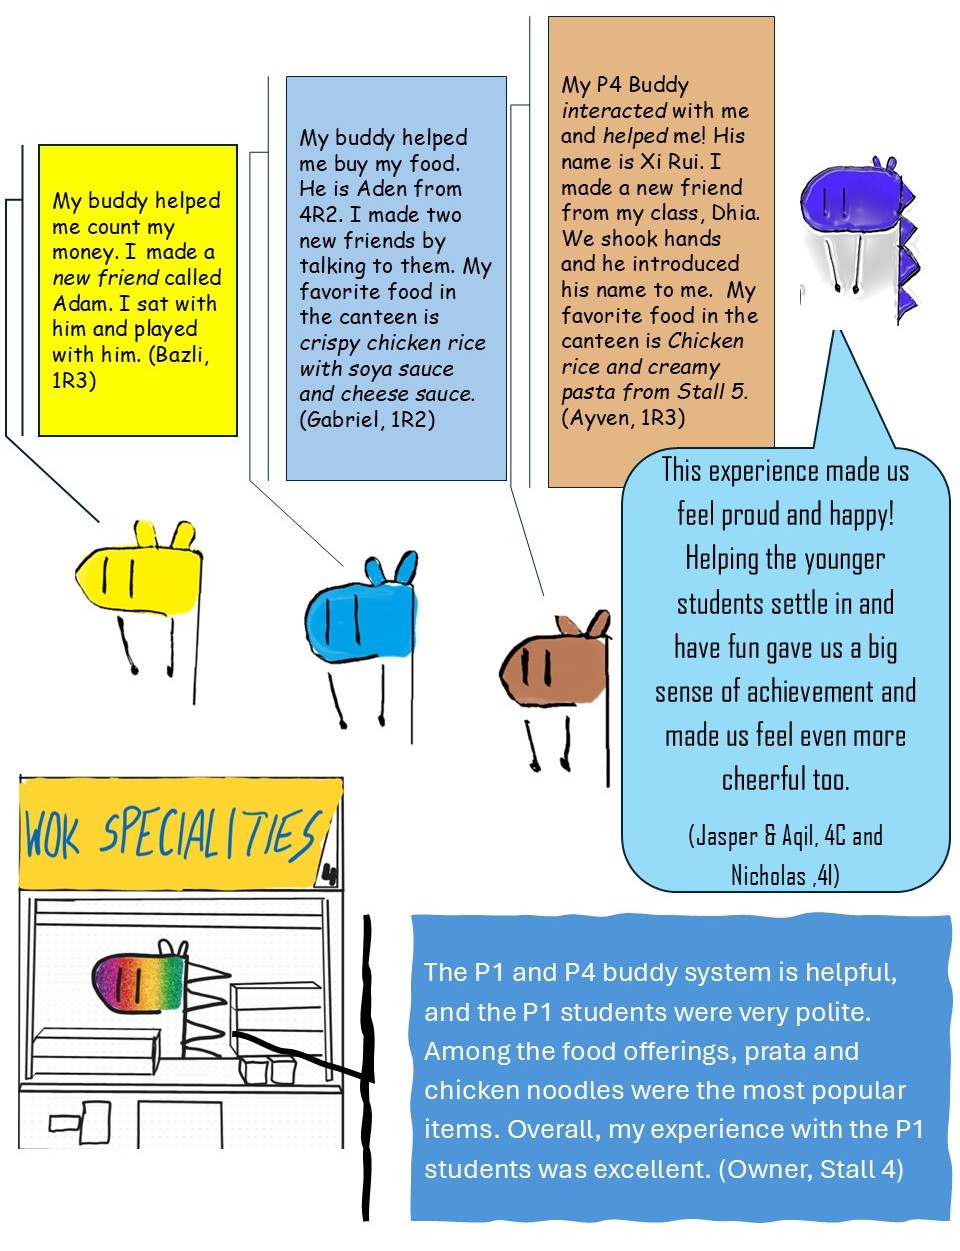 My buddy helped
me count my
money. I made a
new friend called
Adam. I sat with
him and played
with him. (Bazli,
1R3)
My buddy helped
me buy my food.
He is Aden from
4R2. I made two
new friends by
talking to them. My
favorite food in
the canteen is
crispy chicken rice
with soya sauce
and cheese sauce.
(Gabriel, 1R2)
My P4 Buddy
interacted with me
and helped me! His
name is Xi Rui. I
made a new friend
from my class, Dhia.
We shook hands
and he introduced
his name to me. My
favorite food in the
canteen is Chicken
rice and creamy
pasta from Stall 5.
(Ayven, 1R3)
This experience made us
feel proud and happy!
Helping the younger
students settle in and
have fun gave us a big
sense of achievement and
made us feel even more
cheerful too.
(Jasper & Aqil, 4C and
Nicholas ,4I)
WOK SPECIALITIES
4
The P1 and P4 buddy system is helpful,
and the P1 students were very polite.
Among the food offerings, prata and
chicken noodles were the most popular
items. Overall, my experience with the P1
students was excellent. (Owner, Stall 4)